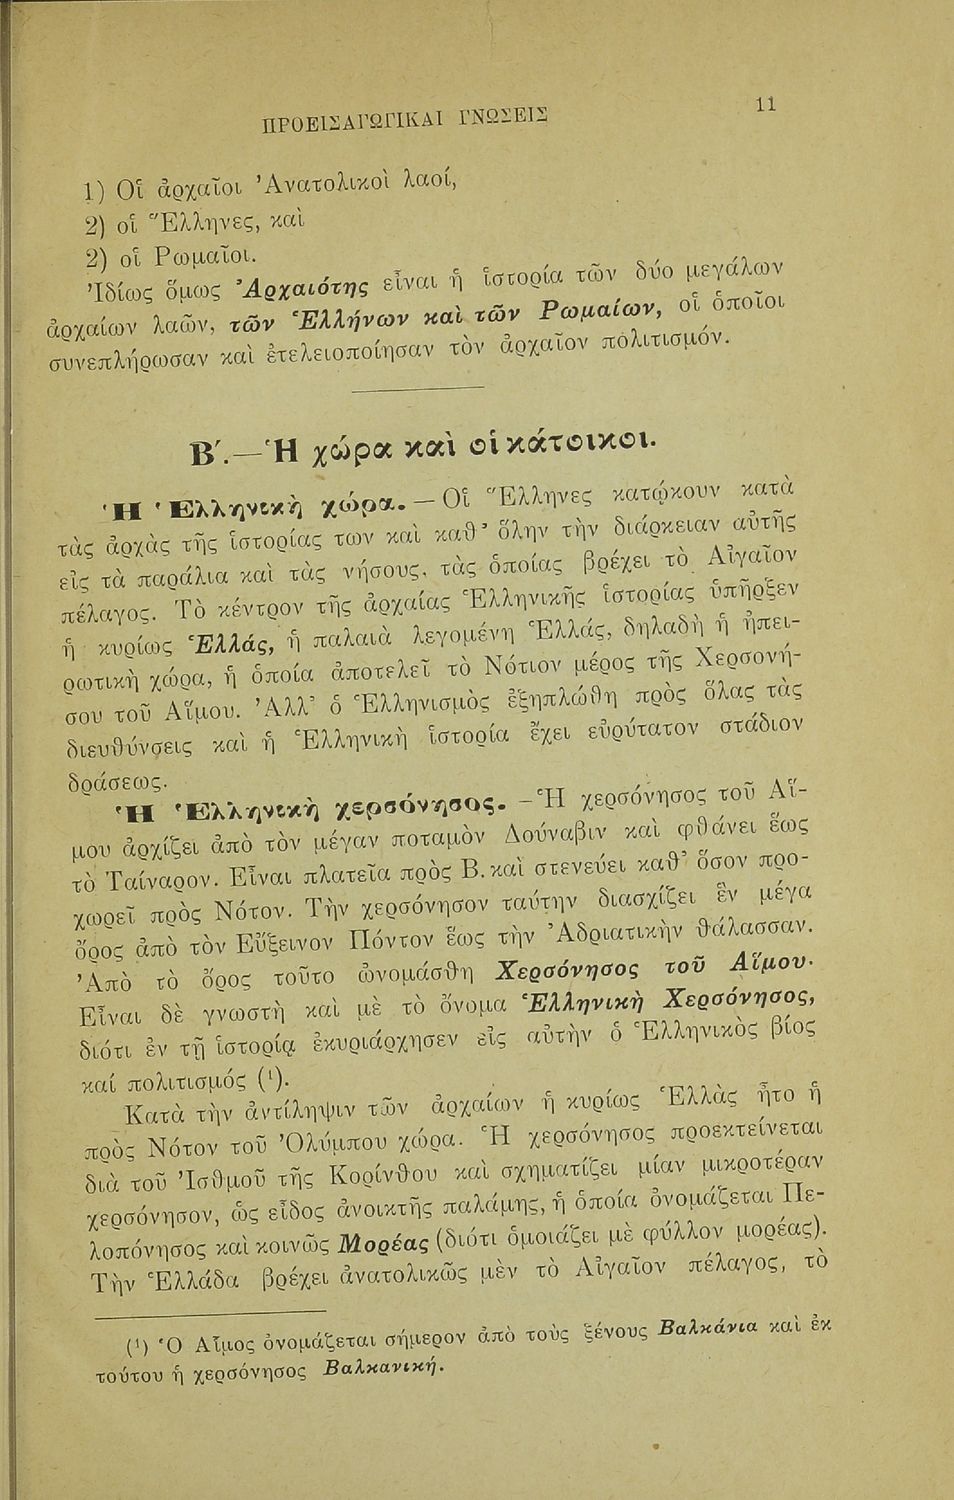 ΠΡΟΕΙΣΑΓΩΓΙΚΑΙ ΓΝΩΣΕΙΣ 11
1) Οἱ ἀρχαῖοι Ἀνατολικοὶ λαοί,
2) οἱ Ἕλληνες, καὶ
2) οἱ Ρωμαῖοι.
Ἰδίως ὅμως Ἀρχαιότης εἶναι ἡ ἱστορία τῶν δύο μεγάλων
ἀρχαίων λαῶν, τῶν Ἑλλήνων καὶ τῶν Ρωμαίων, οἱ ὁποῖοι
συνεπλήρωσαν καὶ ἐτελειοποίησαν τὸν ἀρχαῖον πολιτισμόν.
Β΄.—Ἡ χώρα καὶ οἱ κάτοικοι.
Ἡ Ἑλληνικὴ χώρα.—Οἱ Ἕλληνες κατῴκουν κατὰ
τὰς ἀρχὰς τῆς ἱστορίας των καὶ καθ' ὅλην τὴν διάρκειαν αὐτῆς
εἰς τὰ παράλια καὶ τὰς νήσους, τὰς ὁποίας βρέχει τὸ Αἰγαῖον
πέλαγος. Τὸ κέντρον τῆς ἀρχαίας Ἑλληνικῆς ἱστορίας ὑπῆρξεν
ἡ κυρίως Ἑλλάς, ἡ παλαιὰ λεγομένη Ἑλλάς, δηλαδὴ ἡ ἠπει-
ρωτικὴ χώρα, ἡ ὁποία ἀποτελεῖ τὸ Νότιον μέρος τῆς Χερσονή-
σου τοῦ Αἵμου. Ἀλλ' ὁ Ἑλληνισμὸς ἐξηπλώθη πρὸς ὅλας τὰς
διευθύνσεις καὶ ἡ Ἑλληνικὴ ἱστορία ἔχει εὐρύτατον στάδιον
δράσεως.
Ἡ Ἑλληνικὴ χερσόνησος.—Ἡ χερσόνησος τοῦ Αἵ-
μου ἀρχίζει ἀπὸ τὸν μέγαν ποταμὸν Δούναβιν καὶ φθάνει ἕως
τὸ Ταίναρον. Εἶναι πλατεῖα πρὸς Β. καὶ στενεύει καθ' ὅσον προ-
χωρεῖ πρὸς Νότον. Τὴν χερσόνησον ταύτην διασχίζει ἓν μέγα
ὄρος ἀπὸ τὸν Εὔξεινον Πόντον ἕως τὴν Ἀδριατικὴν θάλασσαν.
Ἀπὸ τὸ ὄρος τοῦτο ὠνομάσθη Χερσόνησος τοῦ Αἵμου.
Εἶναι δὲ γνωστὴ καὶ μὲ τὸ ὄνομα Ἑλληνικὴ Χερσόνησος,
διότι ἐν τῇ ἱστορίᾳ ἐκυριάρχησεν εἰς αὐτὴν ὁ Ἑλληνικὸς βίος
καί πολιτισμός (¹).
Κατὰ τὴν ἀντίληψιν τῶν ἀρχαίων ἡ κυρίως Ἑλλὰς ἦτο ἡ
πρὸς Νότον τοῦ Ὀλύμπου χώρα. Ἡ χερσόνησος προεκτείνεται
διὰ τοῦ Ἰσθμοῦ τῆς Κορίνθου καὶ σχηματίζει μίαν μικροτέραν
χερσόνησον, ὡς εἶδος ἀνοικτῆς παλάμης, ἡ ὁποία ὀνομάζεται Πε-
λοπόνησος καὶ κοινῶς Μορέας (διότι ὁμοιάζει μὲ φύλλον μορέας).
Τὴν Ἑλλάδα βρέχει ἀνατολικῶς μὲν τὸ Αἰγαῖον πέλαγος, τὸ
(¹) Ὁ Αἷμος ὀνομάζεται σήμερον ἀπὸ τοὺς ξένους Βαλκάνια καὶ ἐκ
τούτου ἡ χερσόνησος Βαλκανική.